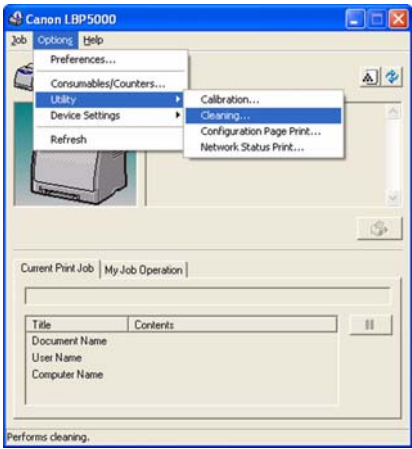 Canon LBP5000
Job Options Help
Preferences...
Consumables/Counters...
Utility
Device Settings
Refresh
Calibration...
Cleaning...
Configuration Page Print...
Network Status Print...
Current Print Job My Job Operation
Title Contents
Document Name
User Name
Computer Name
Performs cleaning.